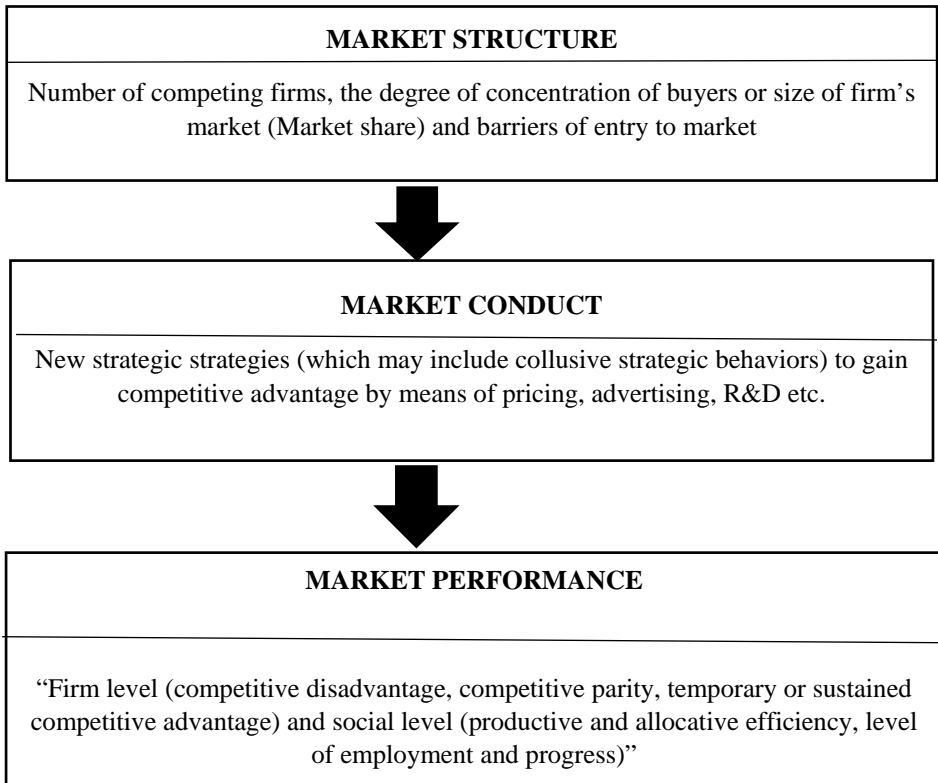 MARKET STRUCTURE
Number of competing firms, the degree of concentration of buyers or size of firm’s
market (Market share) and barriers of entry to market
MARKET CONDUCT
New strategic strategies (which may include collusive strategic behaviors) to gain
competitive advantage by means of pricing, advertising, R&D etc.
MARKET PERFORMANCE
“Firm level (competitive disadvantage, competitive parity, temporary or sustained
competitive advantage) and social level (productive and allocative efficiency, level
of employment and progress)”